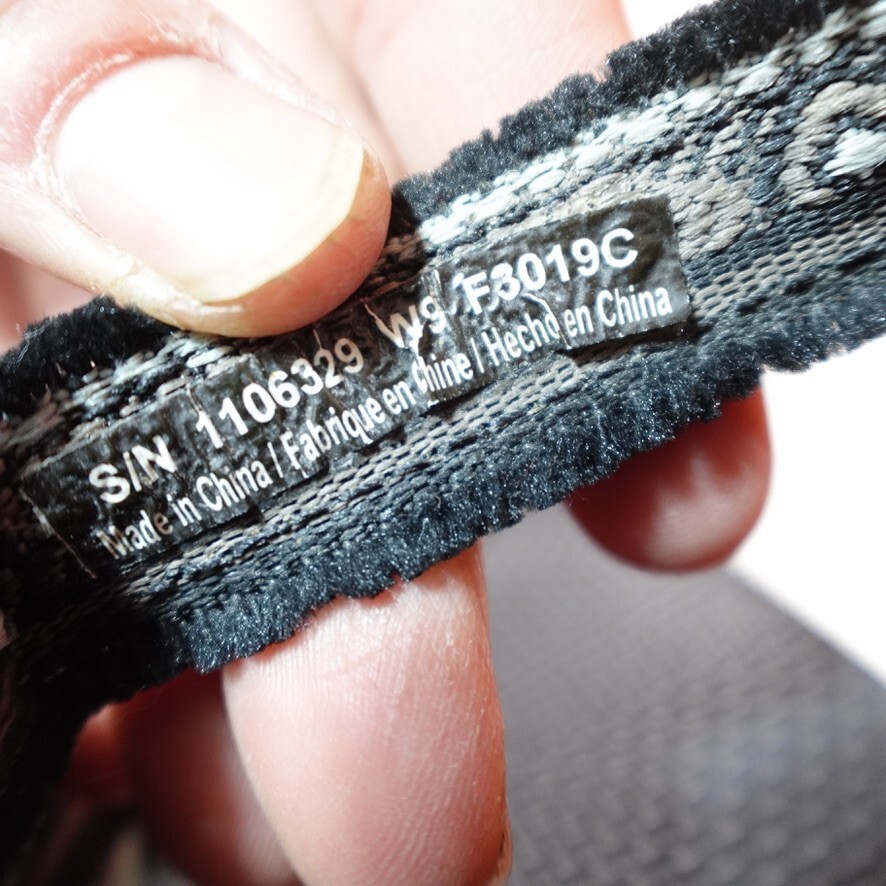 S/N 1106329 W9 F3019C
Made in China / Fabrique en Chine / Hecho en China